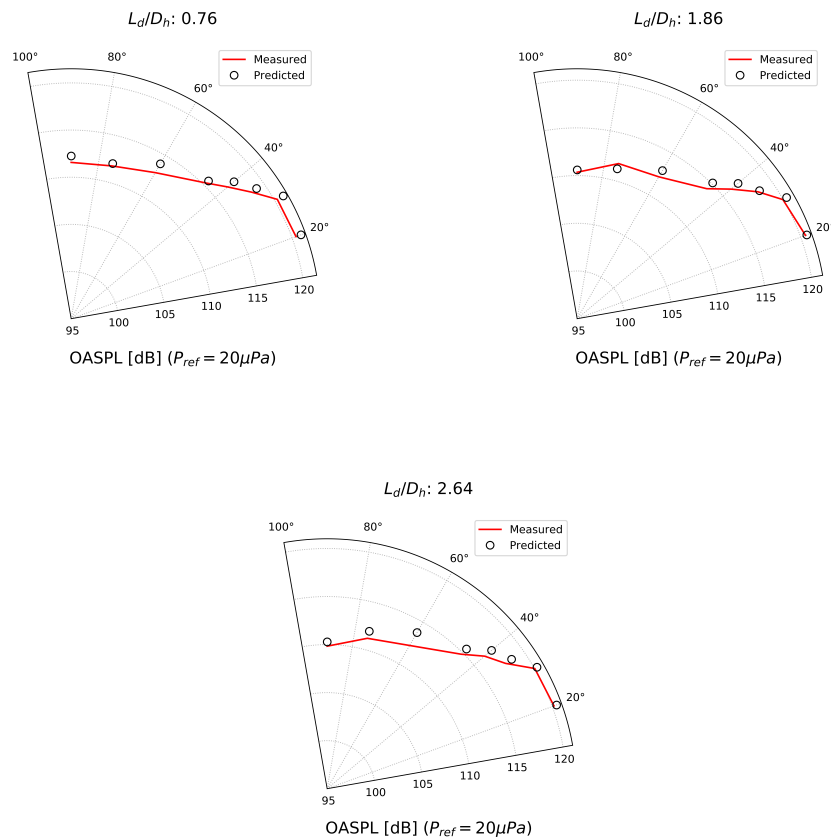 L_d/D_h: 0.76
100°
80°
Measured
Predicted
60°
40°
20°
120
115
110
105
100
95
OASPL [dB] (P_ref = 20μPa)
L_d/D_h: 1.86
100°
80°
Measured
Predicted
60°
40°
20
120
115
110
105
100
95
OASPL [dB] (P_ref = 20μPa)
L_d/D_h: 2.64
100°
80°
Measured
Predicted
60°
40°
20°
120
115
110
105
100
95
OASPL [dB] (P_ref = 20μPa)